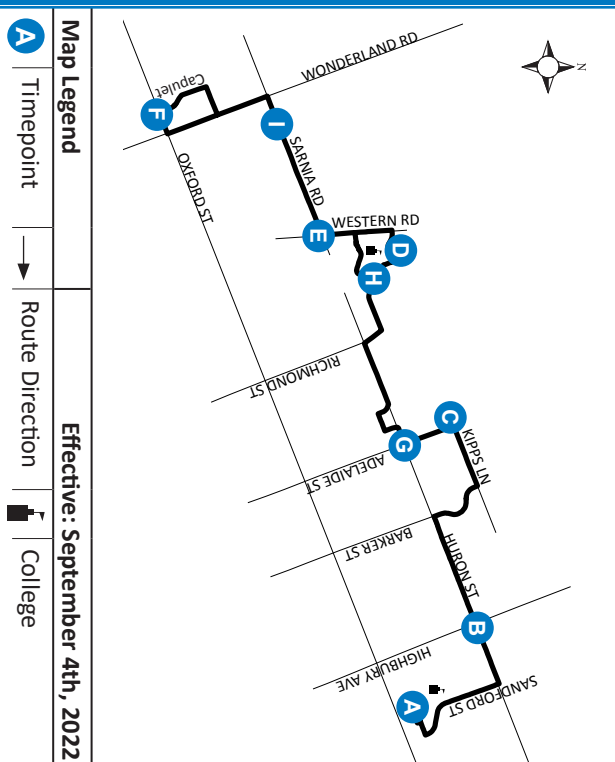 N
WONDERLAND RD
Capulet
F
OXFORD ST
I
SARNIA RD
E
WESTERN RD
D
H
RICHMOND ST
C
KIPPS LN
G
ADELAIDE ST
BARKER ST
HURON ST
B
HIGHBURY AVE
SANDFORD ST
A
Map Legend
Effective: September 4th, 2022
A Timepoint
Route Direction
College